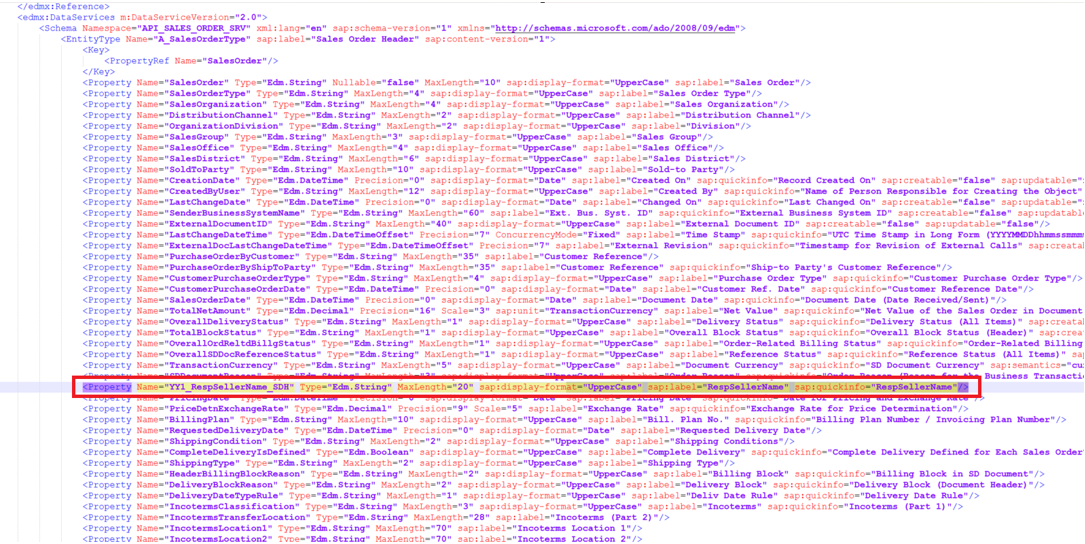 </edmx:Reference>
<edmx:DataServices m:DataServiceVersion="2.0">
<Schema Namespace="API_SALES_ORDER_SRV" xml:lang="en" sap:schema-version="1" xmlns="http://schemas.microsoft.com/ado/2008/09/edm">
<EntityType Name="A_SalesOrderType" sap:label="Sales Order Header" sap:content-version="1">
<Key>
<PropertyRef Name="SalesOrder"/>
</Key>
<Property Name="SalesOrder" Type="Edm.String" Nullable="false" MaxLength="10" sap:display-format="UpperCase" sap:label="Sales Order"/>
<Property Name="SalesOrderType" Type="Edm.String" MaxLength="4" sap:display-format="UpperCase" sap:label="Sales Order Type"/>
<Property Name="SalesOrganization" Type="Edm.String" MaxLength="4" sap:display-format="UpperCase" sap:label="Sales Organization"/>
<Property Name="DistributionChannel" Type="Edm.String" MaxLength="2" sap:display-format="UpperCase" sap:label="Distribution Channel"/>
<Property Name="OrganizationDivision" Type="Edm.String" MaxLength="2" sap:display-format="UpperCase" sap:label="Division"/>
<Property Name="SalesGroup" Type="Edm.String" MaxLength="3" sap:display-format="UpperCase" sap:label="Sales Group"/>
<Property Name="SalesOffice" Type="Edm.String" MaxLength="4" sap:display-format="UpperCase" sap:label="Sales Office"/>
<Property Name="SalesDistrict" Type="Edm.String" MaxLength="6" sap:display-format="UpperCase" sap:label="Sales District"/>
<Property Name="SoldToParty" Type="Edm.String" MaxLength="10" sap:display-format="UpperCase" sap:label="Sold-to Party"/>
<Property Name="CreationDate" Type="Edm.DateTime" Precision="0" sap:display-format="Date" sap:label="Created On" sap:quickinfo="Record Created On" sap:creatable="false" sap:updatable=
<Property Name="CreatedByUser" Type="Edm.String" MaxLength="12" sap:display-format="UpperCase" sap:label="Created By" sap:quickinfo="Name of Person Responsible for Creating the Object"
<Property Name="LastChangeDate" Type="Edm.DateTime" Precision="0" sap:display-format="Date" sap:label="Changed On" sap:quickinfo="Last Changed On" sap:creatable="false" sap:updatable=
<Property Name="SenderBusinessSystemName" Type="Edm.String" MaxLength="60" sap:label="Ext. Bus. Syst. ID" sap:quickinfo="External Business System ID" sap:creatable="false" sap:updatab
<Property Name="ExternalDocumentID" Type="Edm.String" MaxLength="40" sap:display-format="UpperCase" sap:label="External Document ID" sap:creatable="false" sap:updatable="false"/>
<Property Name="LastChangeDateTime" Type="Edm.DateTimeOffset" Precision="7" ConcurrencyMode="Fixed" sap:label="Time Stamp" sap:quickinfo="UTC Time Stamp in Long Form (YYYYMMDDhhmmssmmm
<Property Name="ExternalDocLastChangeDateTime" Type="Edm.DateTimeOffset" Precision="7" sap:label="External Revision" sap:quickinfo="Timestamp for Revision of External Calls" sap:creata
<Property Name="PurchaseOrderByCustomer" Type="Edm.String" MaxLength="35" sap:label="Customer Reference"/>
<Property Name="PurchaseOrderByShipToParty" Type="Edm.String" MaxLength="35" sap:label="Customer Reference" sap:quickinfo="Ship-to Party's Customer Reference"/>
<Property Name="CustomerPurchaseOrderType" Type="Edm.String" MaxLength="4" sap:display-format="UpperCase" sap:label="Purchase Order Type" sap:quickinfo="Customer Purchase Order Type"/
<Property Name="CustomerPurchaseOrderDate" Type="Edm.DateTime" Precision="0" sap:display-format="Date" sap:label="Customer Ref. Date" sap:quickinfo="Customer Reference Date"/>
<Property Name="SalesOrderDate" Type="Edm.DateTime" Precision="0" sap:display-format="Date" sap:label="Document Date" sap:quickinfo="Document Date (Date Received/Sent)"/>
<Property Name="TotalNetAmount" Type="Edm.Decimal" Precision="16" Scale="3" sap:unit="TransactionCurrency" sap:label="Net Value" sap:quickinfo="Net Value of the Sales Order in Document
<Property Name="OverallDeliveryStatus" Type="Edm.String" MaxLength="1" sap:display-format="UpperCase" sap:label="Delivery Status" sap:quickinfo="Delivery Status (All Items)" sap:creat
<Property Name="TotalBlockStatus" Type="Edm.String" MaxLength="1" sap:display-format="UpperCase" sap:label="Overall Block Status" sap:quickinfo="Overall Block Status (Header)" sap:crea
<Property Name="OverallOrdReltdBillgStatus" Type="Edm.String" MaxLength="1" sap:display-format="UpperCase" sap:label="Order-Related Billing Status" sap:quickinfo="Order-Related Billing
<Property Name="OverallSDDocReferenceStatus" Type="Edm.String" MaxLength="1" sap:display-format="UpperCase" sap:label="Reference Status" sap:quickinfo="Reference Status (All Items)" sap
<Property Name="TransactionCurrency" Type="Edm.String" MaxLength="5" sap:display-format="UpperCase" sap:label="SD Document Currency" sap:quickinfo="SD Document Currency" sap:semantics="cu
Business Transac
<Property Name="YY1_RespSellerName_SDH" Type="Edm.String" MaxLength="20" sap:display-format="UpperCase" sap:label="RespSellerName" sap:quickinfo="RespSellerName"/>
<Property Name="PriceDetnExchangeRate" Type="Edm.Decimal" Precision="9" Scale="5" sap:label="Exchange Rate" sap:quickinfo="Exchange Rate for Price Determination"/>
<Property Name="BillingPlan" Type="Edm.String" MaxLength="10" sap:display-format="UpperCase" sap:label="Bill. Plan No." sap:quickinfo="Billing Plan Number / Invoicing Plan Number"/>
<Property Name="RequestedDeliveryDate" Type="Edm.DateTime" Precision="0" sap:display-format="Date" sap:label="Requested Delivery Date"/>
<Property Name="ShippingCondition" Type="Edm.String" MaxLength="2" sap:display-format="UpperCase" sap:label="Shipping Conditions"/>
<Property Name="CompleteDeliveryIsDefined" Type="Edm.Boolean" sap:display-format="UpperCase" sap:label="Complete Delivery" sap:quickinfo="Complete Delivery Defined for Each Sales Order
<Property Name="ShippingType" Type="Edm.String" MaxLength="2" sap:display-format="UpperCase" sap:label="Shipping Type"/>
<Property Name="HeaderBillingBlockReason" Type="Edm.String" MaxLength="2" sap:display-format="UpperCase" sap:label="Billing Block" sap:quickinfo="Billing Block in SD Document"/>
<Property Name="DeliveryBlockReason" Type="Edm.String" MaxLength="2" sap:display-format="UpperCase" sap:label="Delivery Block" sap:quickinfo="Delivery Block (Document Header)"/>
<Property Name="DeliveryDateTypeRule" Type="Edm.String" MaxLength="1" sap:display-format="UpperCase" sap:label="Deliv Date Rule" sap:quickinfo="Delivery Date Rule"/>
<Property Name="IncotermsClassification" Type="Edm.String" MaxLength="3" sap:display-format="UpperCase" sap:label="Incoterms" sap:quickinfo="Incoterms (Part 1)"/>
<Property Name="IncotermsTransferLocation" Type="Edm.String" MaxLength="28" sap:label="Incoterms (Part 2)"/>
<Property Name="IncotermsLocation1" Type="Edm.String" MaxLength="70" sap:label="Incoterms Location 1"/>
<Property Name="IncotermsLocation2" Type="Edm.String" MaxLength="70" sap:label="Incoterms Location 2"/>